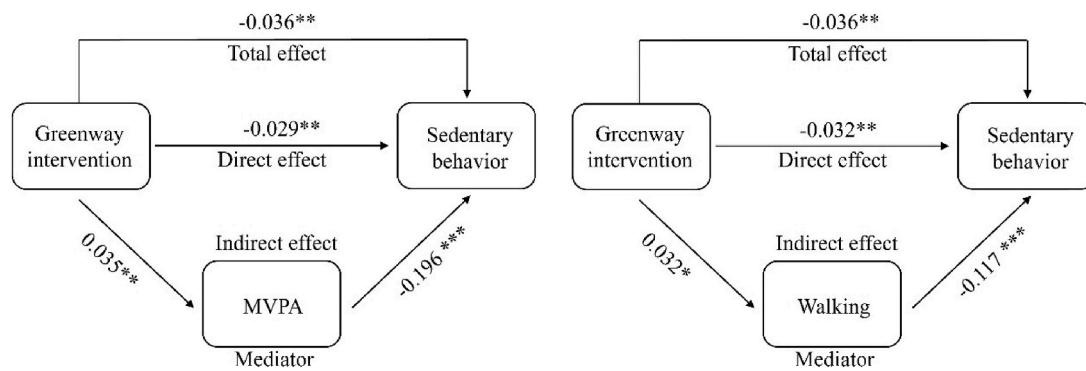 -0.036**
Total effect
Greenway
intervention
-0.029**
Direct effect
Sedentary
behavior
0.035**
Indirect effect
MVPA
Mediator
-0.196***
-0.036**
Total effect
Greenway
intervention
-0.032**
Direct effect
Sedentary
behavior
0.032*
Indirect effect
Walking
Mediator
-0.117***